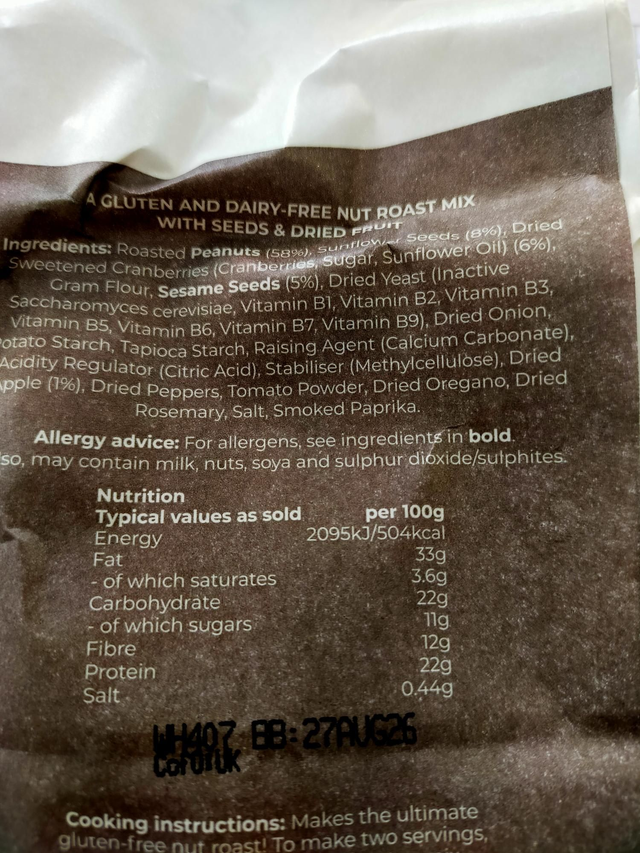 A GLUTEN AND DAIRY-FREE NUT ROAST MIX
WITH SEEDS & DRIED FRUIT
Ingredients: Roasted Peanuts (58%), Sunflower Seeds (8%), Dried
Sweetened Cranberries (Cranberries, Sugar, Sunflower Oil) (6%),
Gram Flour, Sesame Seeds (5%), Dried Yeast (Inactive
Saccharomyces cerevisiae, Vitamin B1, Vitamin B2, Vitamin B3,
Vitamin B5, Vitamin B6, Vitamin B7, Vitamin B9), Dried Onion,
otato Starch, Tapioca Starch, Raising Agent (Calcium Carbonate),
Acidity Regulator (Citric Acid), Stabiliser (Methylcellulose), Dried
pple (1%), Dried Peppers, Tomato Powder, Dried Oregano, Dried
Rosemary, Salt, Smoked Paprika.
Allergy advice: For allergens, see ingredients in bold.
so, may contain milk, nuts, soya and sulphur dioxide/sulphites.
Nutrition
Typical values as sold per 100g
Energy 2095kJ/504kcal
Fat 33g
- of which saturates 3.6g
Carbohydrate 22g
- of which sugars 11g
Fibre 12g
Protein 22g
Salt 0.44g
WH407 BB:27AUG26
CoFofUK
Cooking instructions: Makes the ultimate
gluten-free nut roast! To make two servings,